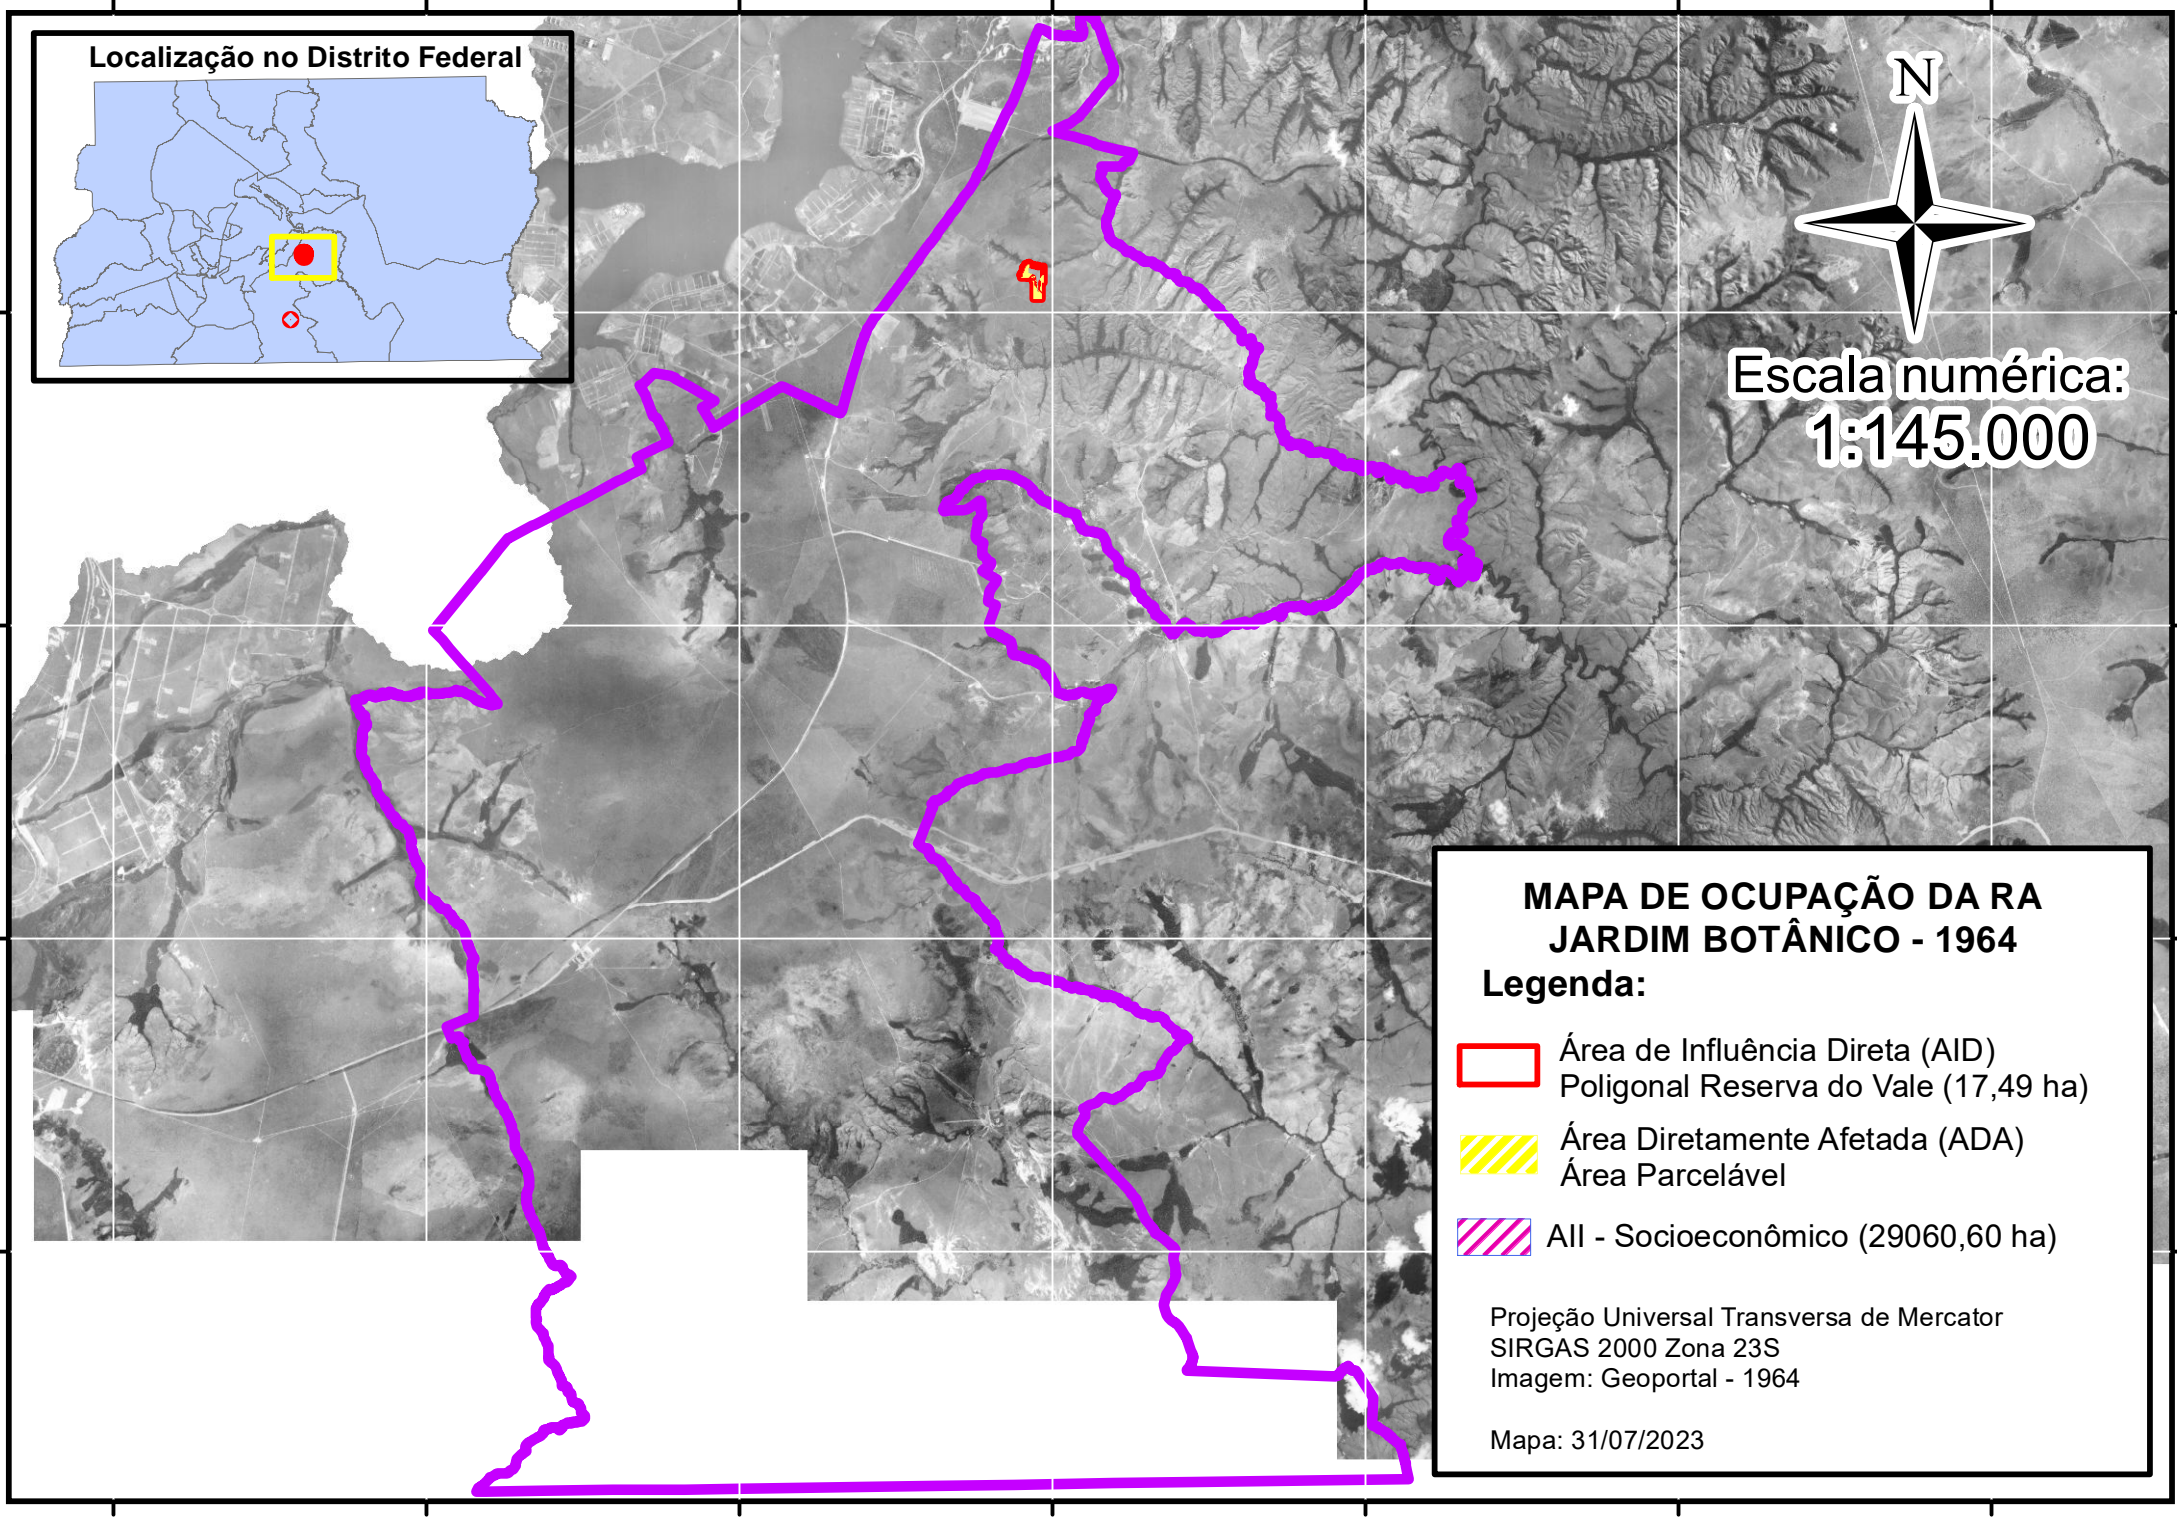 Localização no Distrito Federal
N
Escala numérica:
1:145.000
MAPA DE OCUPAÇÃO DA RA
JARDIM BOTÂNICO - 1964
Legenda:
Área de Influência Direta (AID)
Poligonal Reserva do Vale (17,49 ha)
Área Diretamente Afetada (ADA)
Área Parcelável
AII - Socioeconômico (29060,60 ha)
Projeção Universal Transversa de Mercator
SIRGAS 2000 Zona 23S
Imagem: Geoportal - 1964
Mapa: 31/07/2023